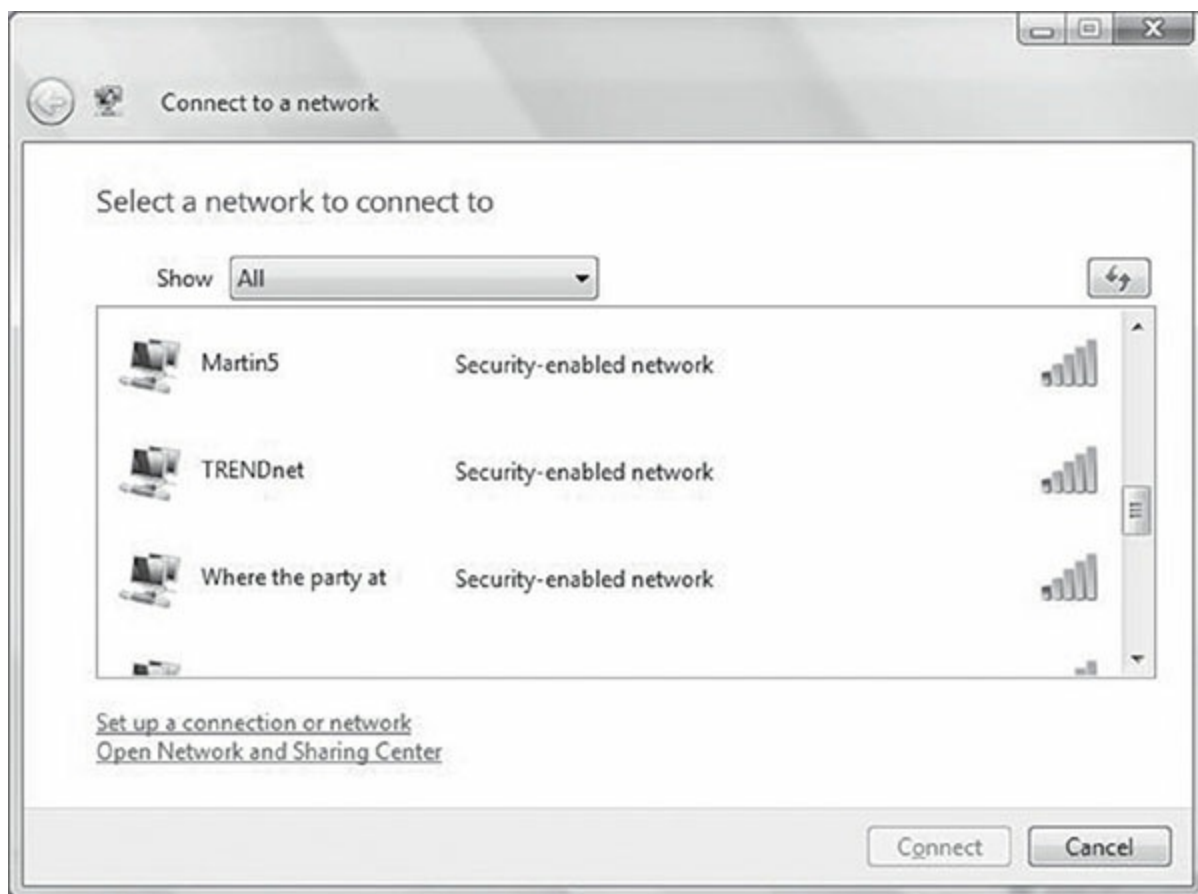 Connect to a network
Select a network to connect to
Show All
Martin5 Security-enabled network
TRENDnet Security-enabled network
Where the party at Security-enabled network
Set up a connection or network
Open Network and Sharing Center
Connect Cancel